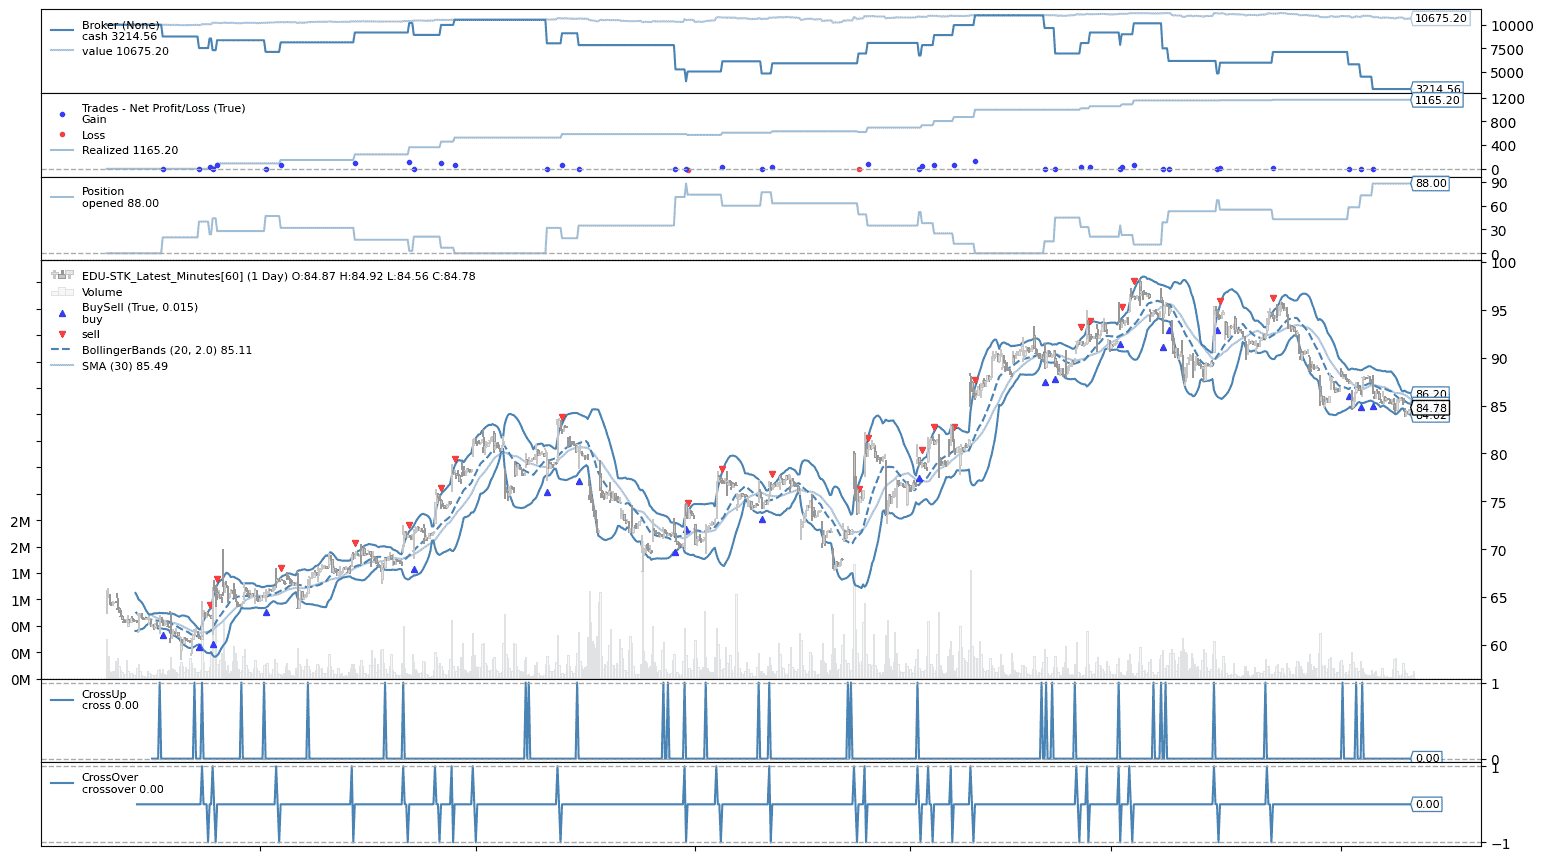 Broker (None)
cash 3214.56
value 10675.20
10675.20
10000
7500
5000
3214.56
Trades - Net Profit/Loss (True)
Gain
Loss
Realized 1165.20
1200
1165.20
800
400
0
Position
opened 88.00
90
88.00
60
30
0
EDU-STK_Latest_Minutes[60] (1 Day) O:84.87 H:84.92 L:84.56 C:84.78
Volume
BuySell (True, 0.015)
buy
sell
BollingerBands (20, 2.0) 85.11
SMA (30) 85.49
100
95
90
86.20
85
84.78
80
75
70
65
60
2M
2M
1M
1M
0M
0M
0M
CrossUp
cross 0.00
1
0
0.00
CrossOver
crossover 0.00
1
0.00
−1